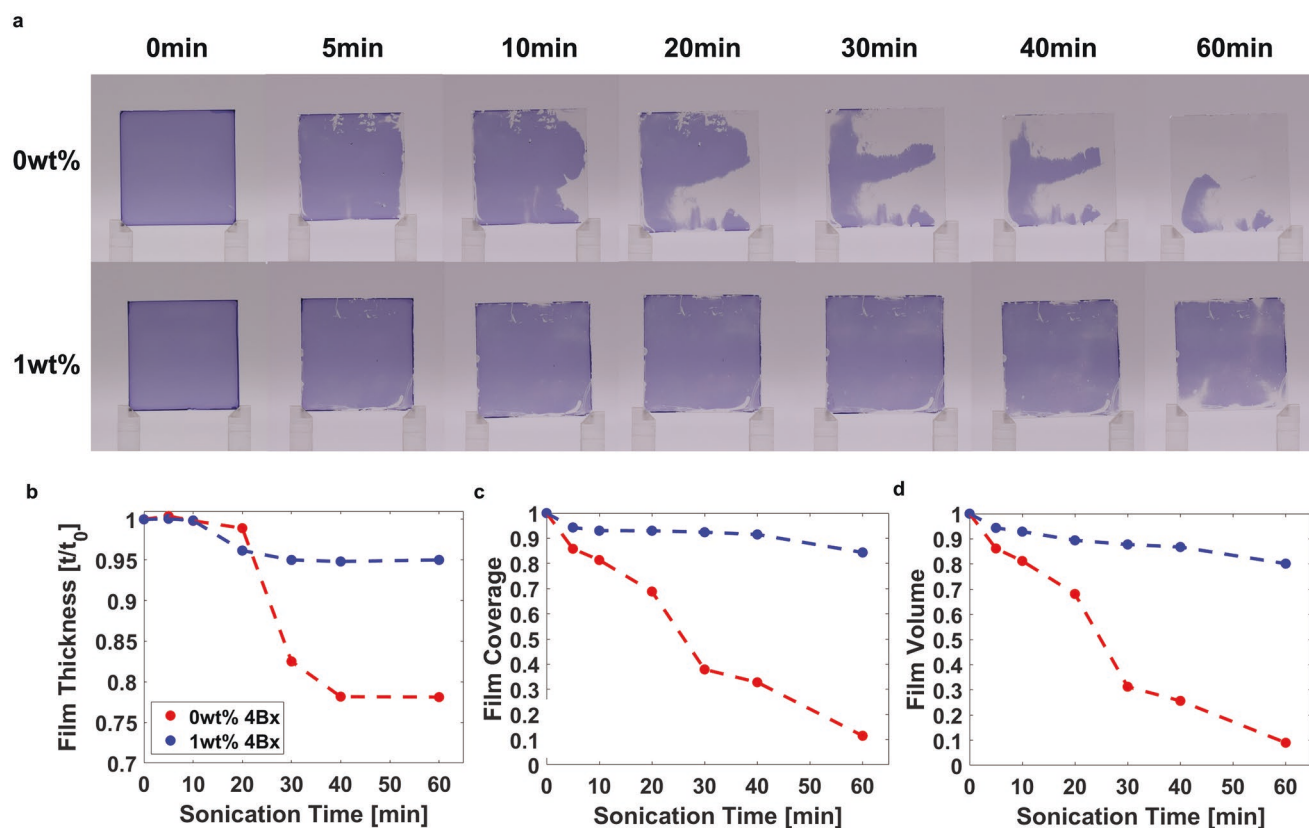 a
0min 5min 10min 20min 30min 40min 60min
0wt%
1wt%
b
Film Thickness [t/t0]
1
0.95
0.9
0.85
0.8
0.75
0.7
0 10 20 30 40 50 60
Sonication Time [min]
0wt% 4Bx
1wt% 4Bx
c
Film Coverage
1
0.9
0.8
0.7
0.6
0.5
0.4
0.3
0.2
0.1
0
0 10 20 30 40 50 60
Sonication Time [min]
d
Film Volume
1
0.9
0.8
0.7
0.6
0.5
0.4
0.3
0.2
0.1
0
0 10 20 30 40 50 60
Sonication Time [min]